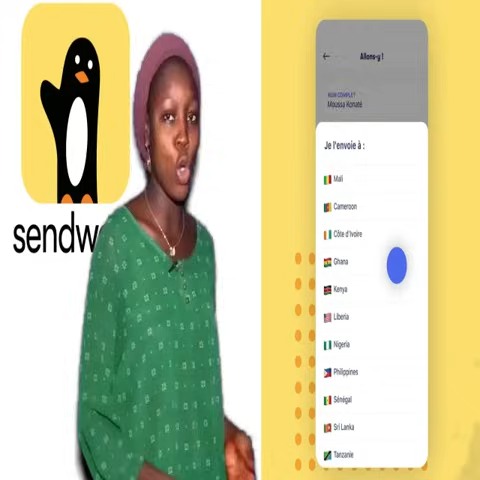 sendw
Allons-y !
NOM COMPLET
Moussa Konaté
Je l'envoie à :
Mali
Cameroon
Côte d'Ivoire
Ghana
Kenya
Liberia
Nigeria
Philippines
Sénégal
Sri Lanka
Tanzanie